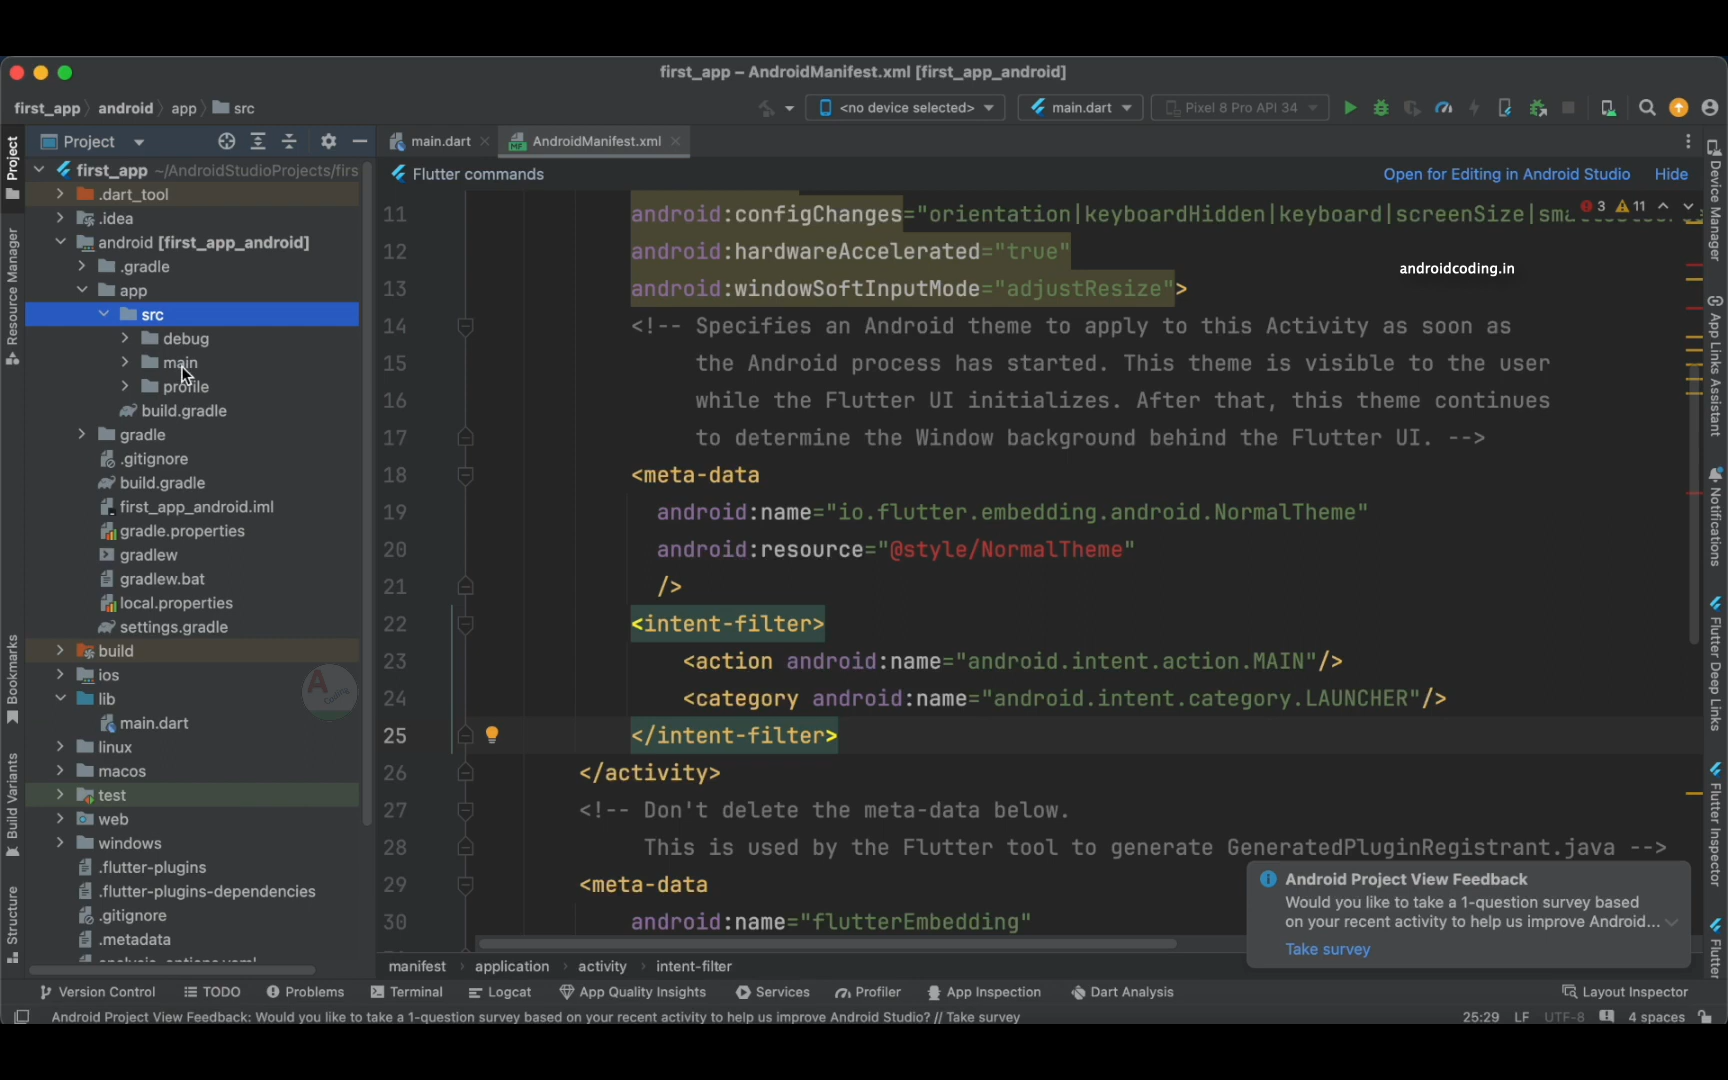 first_app – AndroidManifest.xml [first_app_android]
first_app android app src
<no device selected> main.dart Pixel 8 Pro API 34
Project
main.dart AndroidManifest.xml
Flutter commands Open for Editing in Android Studio Hide
Project
Resource Manager
Bookmarks
Build Variants
Structure
first_app ~/AndroidStudioProjects/firs
.dart_tool
.idea
android [first_app_android]
.gradle
app
src
debug
main
profile
build.gradle
gradle
.gitignore
build.gradle
first_app_android.iml
gradle.properties
gradlew
gradlew.bat
local.properties
settings.gradle
build
ios
lib
main.dart
linux
macos
test
web
windows
.flutter-plugins
.flutter-plugins-dependencies
.gitignore
.metadata
A Coding
11 android:configChanges="orientation|keyboardHidden|keyboard|screenSize|sma
3 11
12 android:hardwareAccelerated="true"
androidcoding.in
13 android:windowSoftInputMode="adjustResize">
14 <!-- Specifies an Android theme to apply to this Activity as soon as
15 the Android process has started. This theme is visible to the user
16 while the Flutter UI initializes. After that, this theme continues
17 to determine the Window background behind the Flutter UI. -->
18 <meta-data
19 android:name="io.flutter.embedding.android.NormalTheme"
20 android:resource="@style/NormalTheme"
21 />
22 <intent-filter>
23 <action android:name="android.intent.action.MAIN"/>
24 <category android:name="android.intent.category.LAUNCHER"/>
25 </intent-filter>
26 </activity>
27 <!-- Don't delete the meta-data below.
28 This is used by the Flutter tool to generate GeneratedPluginRegistrant.java -->
29 <meta-data
30 android:name="flutterEmbedding"
Android Project View Feedback
Would you like to take a 1-question survey based
on your recent activity to help us improve Android...
Take survey
manifest application activity intent-filter
Device Manager
App Links Assistant
Notifications
Flutter Deep Links
Flutter Inspector
Flutter
Version Control TODO Problems Terminal Logcat App Quality Insights Services Profiler App Inspection Dart Analysis Layout Inspector
Android Project View Feedback: Would you like to take a 1-question survey based on your recent activity to help us improve Android Studio? // Take survey 25:29 LF UTF-8 4 spaces